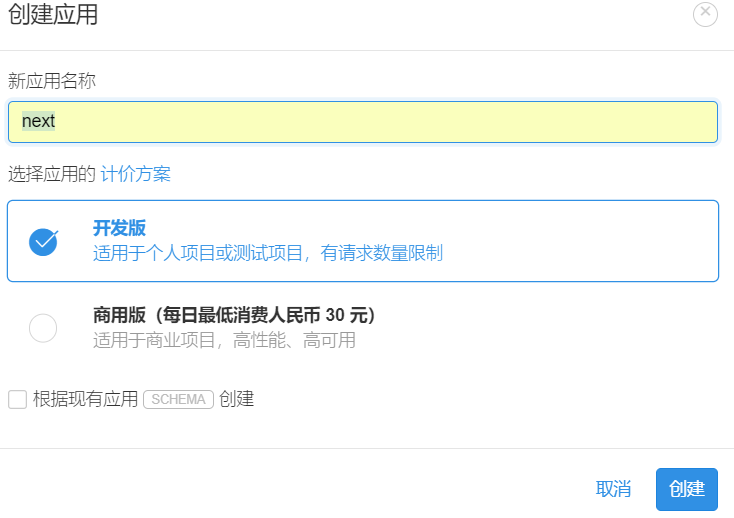 创建应用
新应用名称
next
选择应用的 计价方案
开发版
适用于个人项目或测试项目，有请求数量限制
商用版（每日最低消费人民币 30 元）
适用于商业项目，高性能、高可用
根据现有应用 SCHEMA 创建
取消 创建